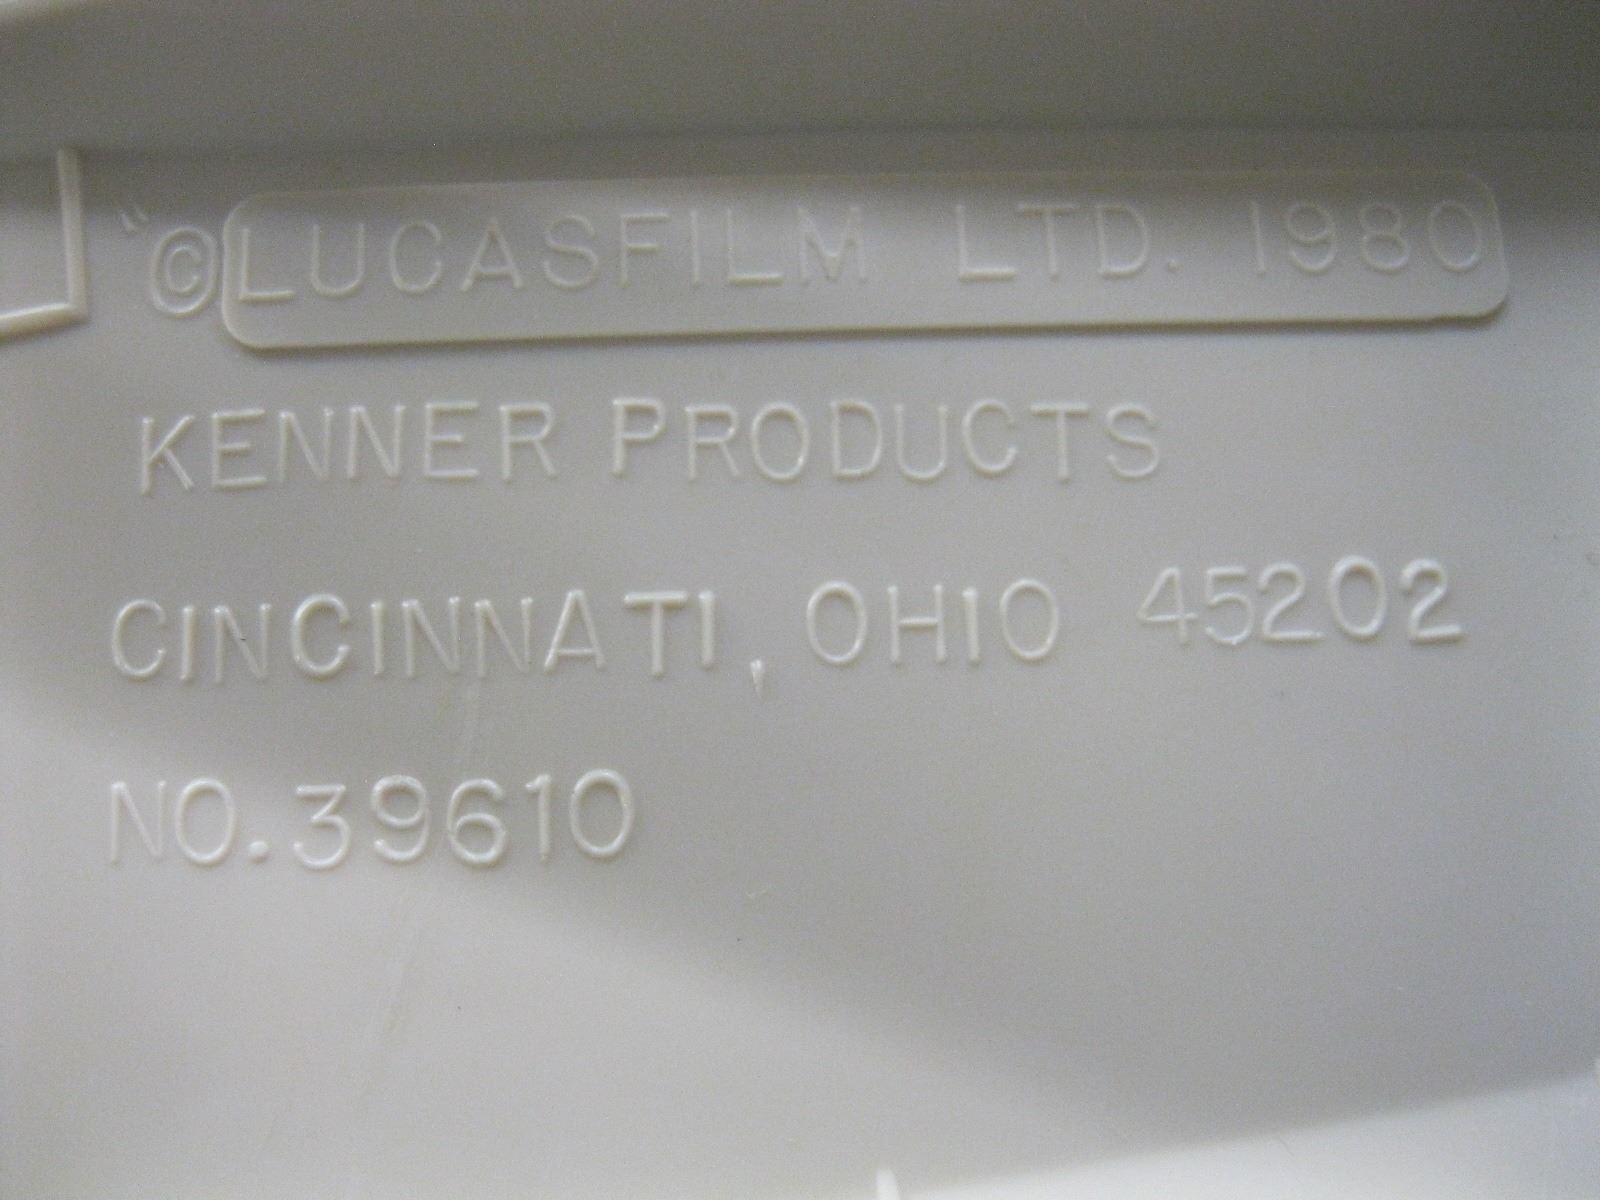 "©LUCASFILM LTD. 1980
KENNER PRODUCTS
CINCINNATI, OHIO 45202
NO. 39610